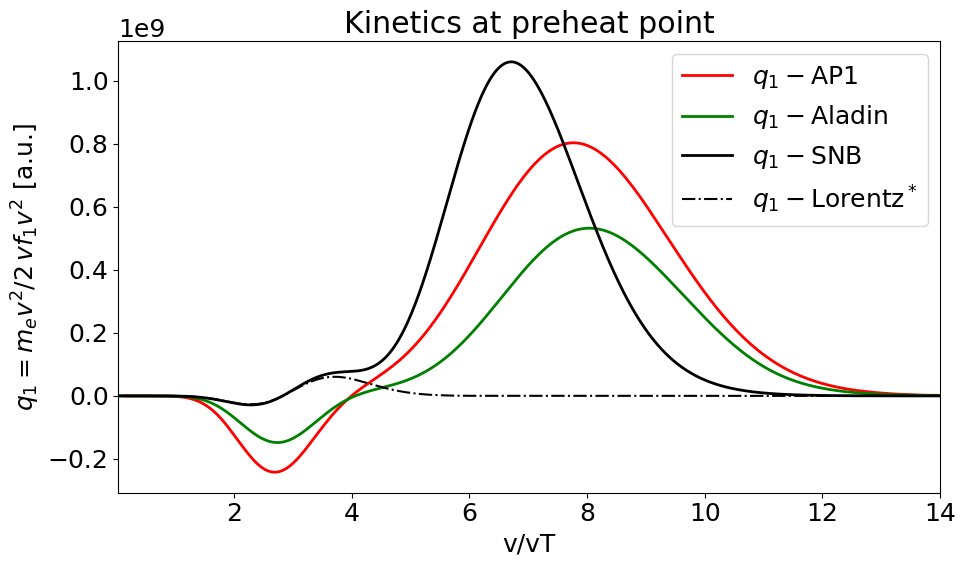 Kinetics at preheat point
1e9
q₁ = mₑv²/2 vf₁v² [a.u.]
1.0
0.8
0.6
0.4
0.2
0.0
−0.2
2 4 6 8 10 12 14
v/vT
q₁ − AP1
q₁ − Aladin
q₁ − SNB
q₁ − Lorentz*